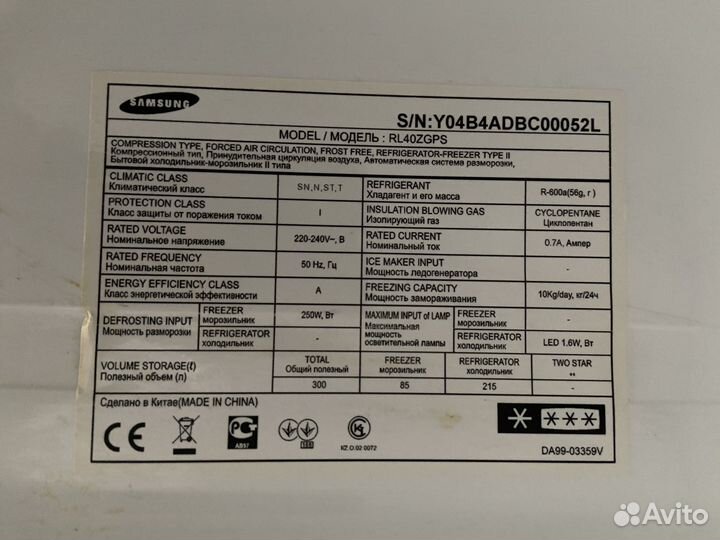 SAMSUNG
S/N:Y04B4ADBC00052L
MODEL / МОДЕЛЬ : RL40ZGPS
COMPRESSION TYPE, FORCED AIR CIRCULATION, FROST FREE, REFRIGERATOR-FREEZER TYPE II
Компрессионный тип, Принудительная циркуляция воздуха, Автоматическая система разморозки,
Бытовой холодильник-морозильник II типа
CLIMATIC CLASS
Климатический класс
SN,N,ST,T
REFRIGERANT
Хладагент и его масса
R-600a(56g, г )
PROTECTION CLASS
Класс защиты от поражения током
I
INSULATION BLOWING GAS
Изолирующий газ
CYCLOPENTANE
Циклопентан
RATED VOLTAGE
Номинальное напряжение
220-240V~, В
RATED CURRENT
Номинальный ток
0.7A, Ампер
RATED FREQUENCY
Номинальная частота
50 Hz, Гц
ICE MAKER INPUT
Мощность ледогенератора
-
ENERGY EFFICIENCY CLASS
Класс энергетической эффективности
A
FREEZING CAPACITY
Мощность замораживания
10Kg/day, кг/24ч
DEFROSTING INPUT
Мощность разморозки
FREEZER
морозильник
250W, Вт
REFRIGERATOR
холодильник
-
MAXIMUM INPUT of LAMP
Максимальная
мощность
осветительной лампы
FREEZER
морозильник
-
REFRIGERATOR
холодильник
LED 1.6W, Вт
VOLUME STORAGE(ℓ)
Полезный объем (л)
TOTAL
Общий полезный
300
FREEZER
морозильник
85
REFRIGERATOR
холодильник
215
TWO STAR
**
-
Сделано в Китае(MADE IN CHINA)
CE
РСТ
АВ57
KZ.O.02 0072
* ***
DA99-03359V
Avito